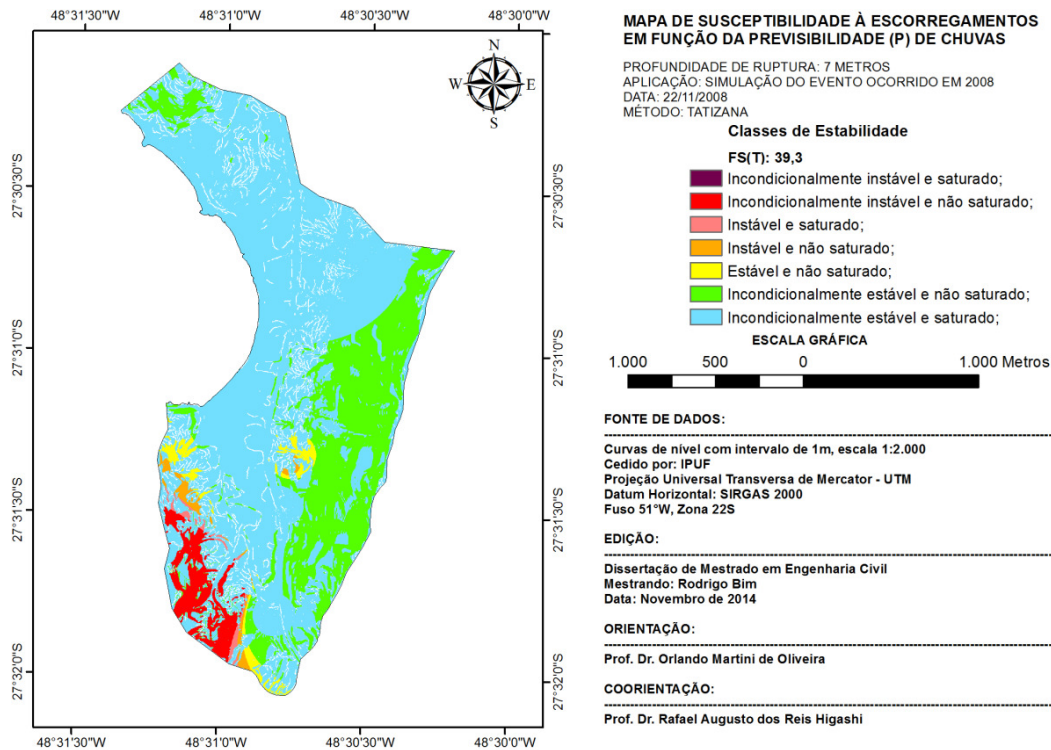 48°31'30"W
48°31'0"W
48°30'30"W
48°30'0"W
27°30'30"S
27°31'0"S
27°31'30"S
27°32'0"S
27°30'30"S
27°31'0"S
27°31'30"S
27°32'0"S
48°31'30"W
48°31'0"W
48°30'30"W
48°30'0"W
N
W
E
S
MAPA DE SUSCEPTIBILIDADE À ESCORREGAMENTOS
EM FUNÇÃO DA PREVISIBILIDADE (P) DE CHUVAS
PROFUNDIDADE DE RUPTURA: 7 METROS
APLICAÇÃO: SIMULAÇÃO DO EVENTO OCORRIDO EM 2008
DATA: 22/11/2008
MÉTODO: TATIZANA
Classes de Estabilidade
FS(T): 39,3
Incondicionalmente instável e saturado;
Incondicionalmente instável e não saturado;
Instável e saturado;
Instável e não saturado;
Estável e não saturado;
Incondicionalmente estável e não saturado;
Incondicionalmente estável e saturado;
ESCALA GRÁFICA
1.000 500 0 1.000 Metros
FONTE DE DADOS:
Curvas de nível com intervalo de 1m, escala 1:2.000
Cedido por: IPUF
Projeção Universal Transversa de Mercator - UTM
Datum Horizontal: SIRGAS 2000
Fuso 51°W, Zona 22S
EDIÇÃO:
Dissertação de Mestrado em Engenharia Civil
Mestrando: Rodrigo Bim
Data: Novembro de 2014
ORIENTAÇÃO:
Prof. Dr. Orlando Martini de Oliveira
COORIENTAÇÃO:
Prof. Dr. Rafael Augusto dos Reis Higashi